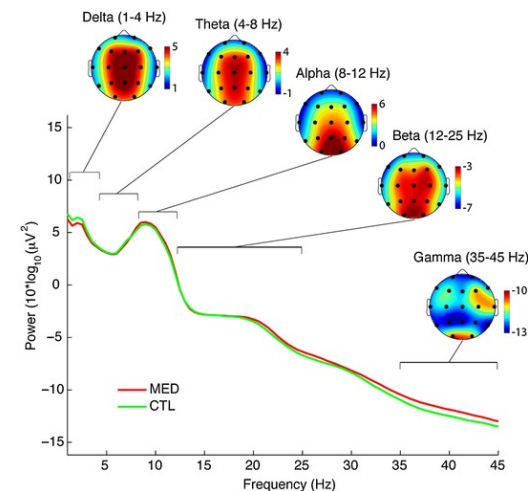 Delta (1-4 Hz)
5
1
Theta (4-8 Hz)
4
-1
Alpha (8-12 Hz)
6
0
Beta (12-25 Hz)
-3
-7
Gamma (35-45 Hz)
-10
-13
Power (10*log10 (μV2)
15
10
5
0
−5
−10
−15
MED
CTL
5 10 15 20 25 30 35 40 45
Frequency (Hz)